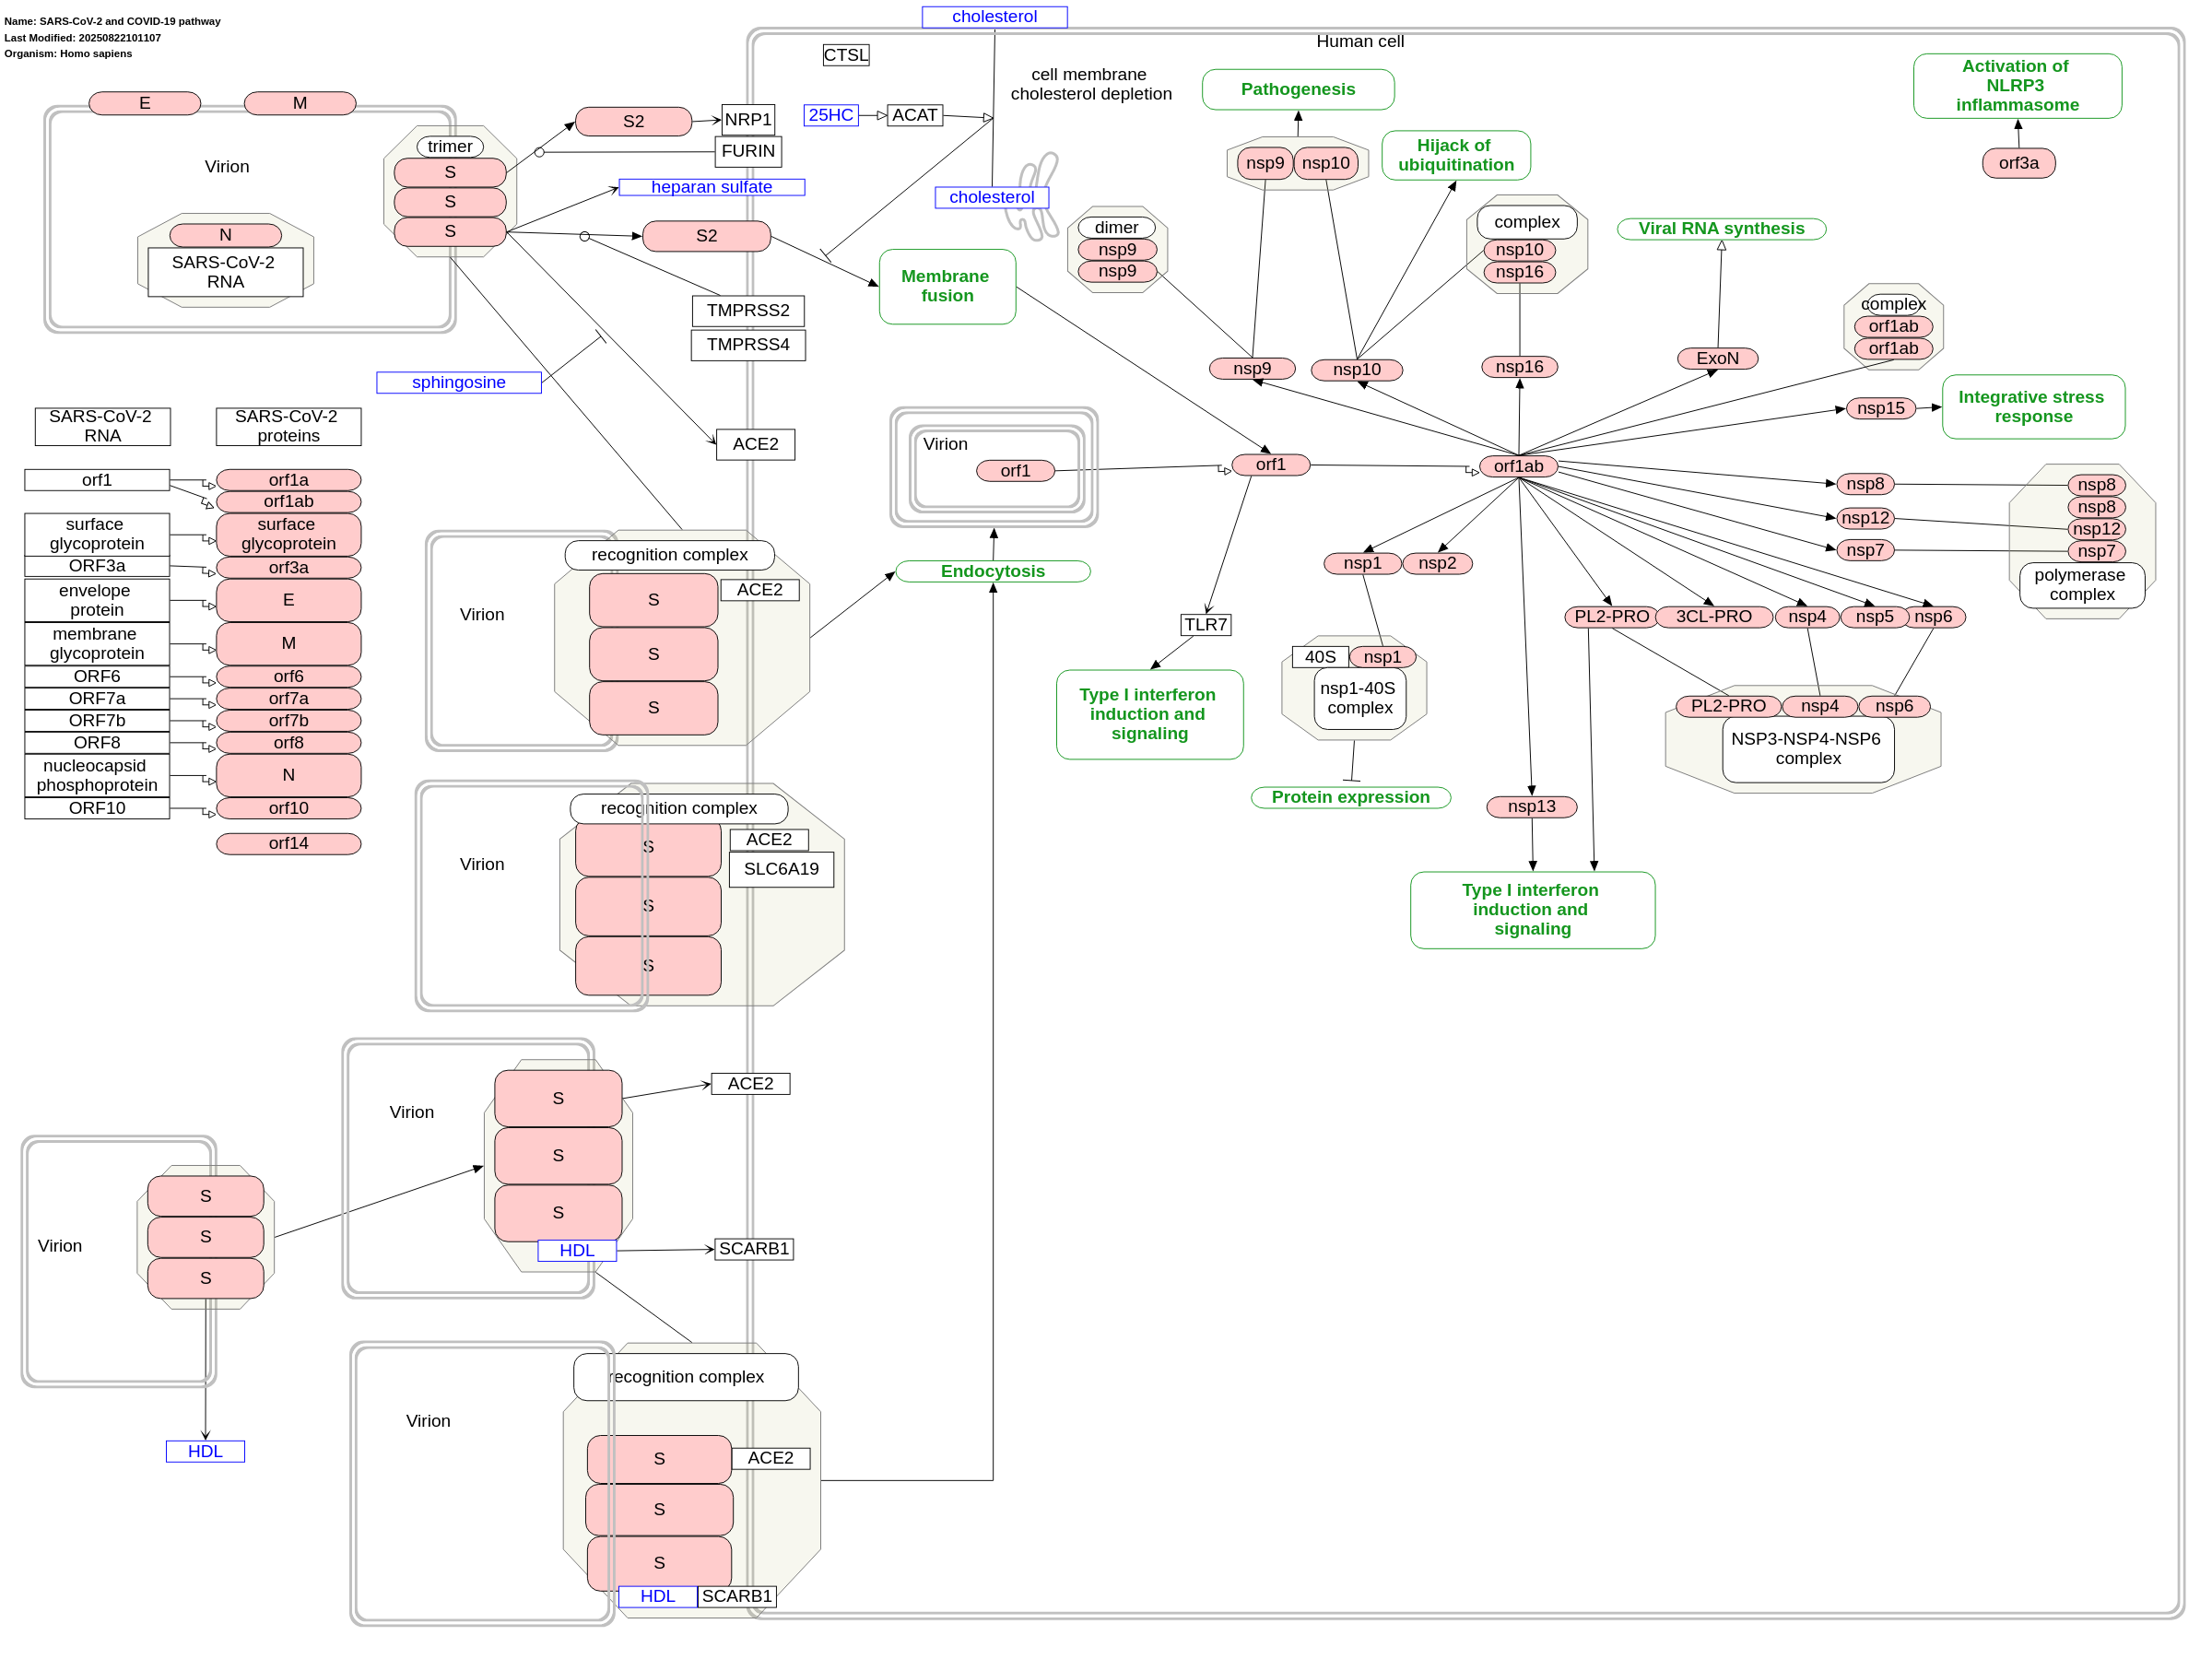 Name: SARS-CoV-2 and COVID-19 pathway
Last Modified: 20250822101107
Organism: Homo sapiens
cholesterol
Human cell
CTSL
cell membrane
cholesterol depletion
25HC
ACAT
cholesterol
Pathogenesis
nsp9
nsp10
Hijack of
ubiquitination
Activation of
NLRP3
inflammasome
orf3a
E
M
Virion
trimer
S
S
S
N
SARS-CoV-2
RNA
S2
NRP1
FURIN
heparan sulfate
S2
TMPRSS2
TMPRSS4
sphingosine
ACE2
Membrane
fusion
dimer
nsp9
nsp9
complex
nsp10
nsp16
Viral RNA synthesis
complex
orf1ab
orf1ab
nsp9
nsp10
nsp16
ExoN
nsp15
Integrative stress
response
SARS-CoV-2
RNA
SARS-CoV-2
proteins
orf1
orf1a
orf1ab
surface
glycoprotein
surface
glycoprotein
ORF3a
orf3a
envelope
protein
E
membrane
glycoprotein
M
ORF6
orf6
ORF7a
orf7a
ORF7b
orf7b
ORF8
orf8
nucleocapsid
phosphoprotein
N
ORF10
orf10
orf14
Virion
orf1
orf1
orf1ab
nsp8
nsp12
nsp7
nsp8
nsp8
nsp12
nsp7
polymerase
complex
Endocytosis
nsp1
nsp2
PL2-PRO
3CL-PRO
nsp4
nsp5
nsp6
TLR7
Type I interferon
induction and
signaling
40S
nsp1
nsp1-40S
complex
Protein expression
PL2-PRO
nsp4
nsp6
NSP3-NSP4-NSP6
complex
nsp13
Type I interferon
induction and
signaling
recognition complex
Virion
S
S
S
ACE2
recognition complex
Virion
S
S
S
ACE2
SLC6A19
Virion
S
S
S
HDL
ACE2
SCARB1
Virion
S
S
S
HDL
recognition complex
Virion
S
S
S
ACE2
HDL
SCARB1